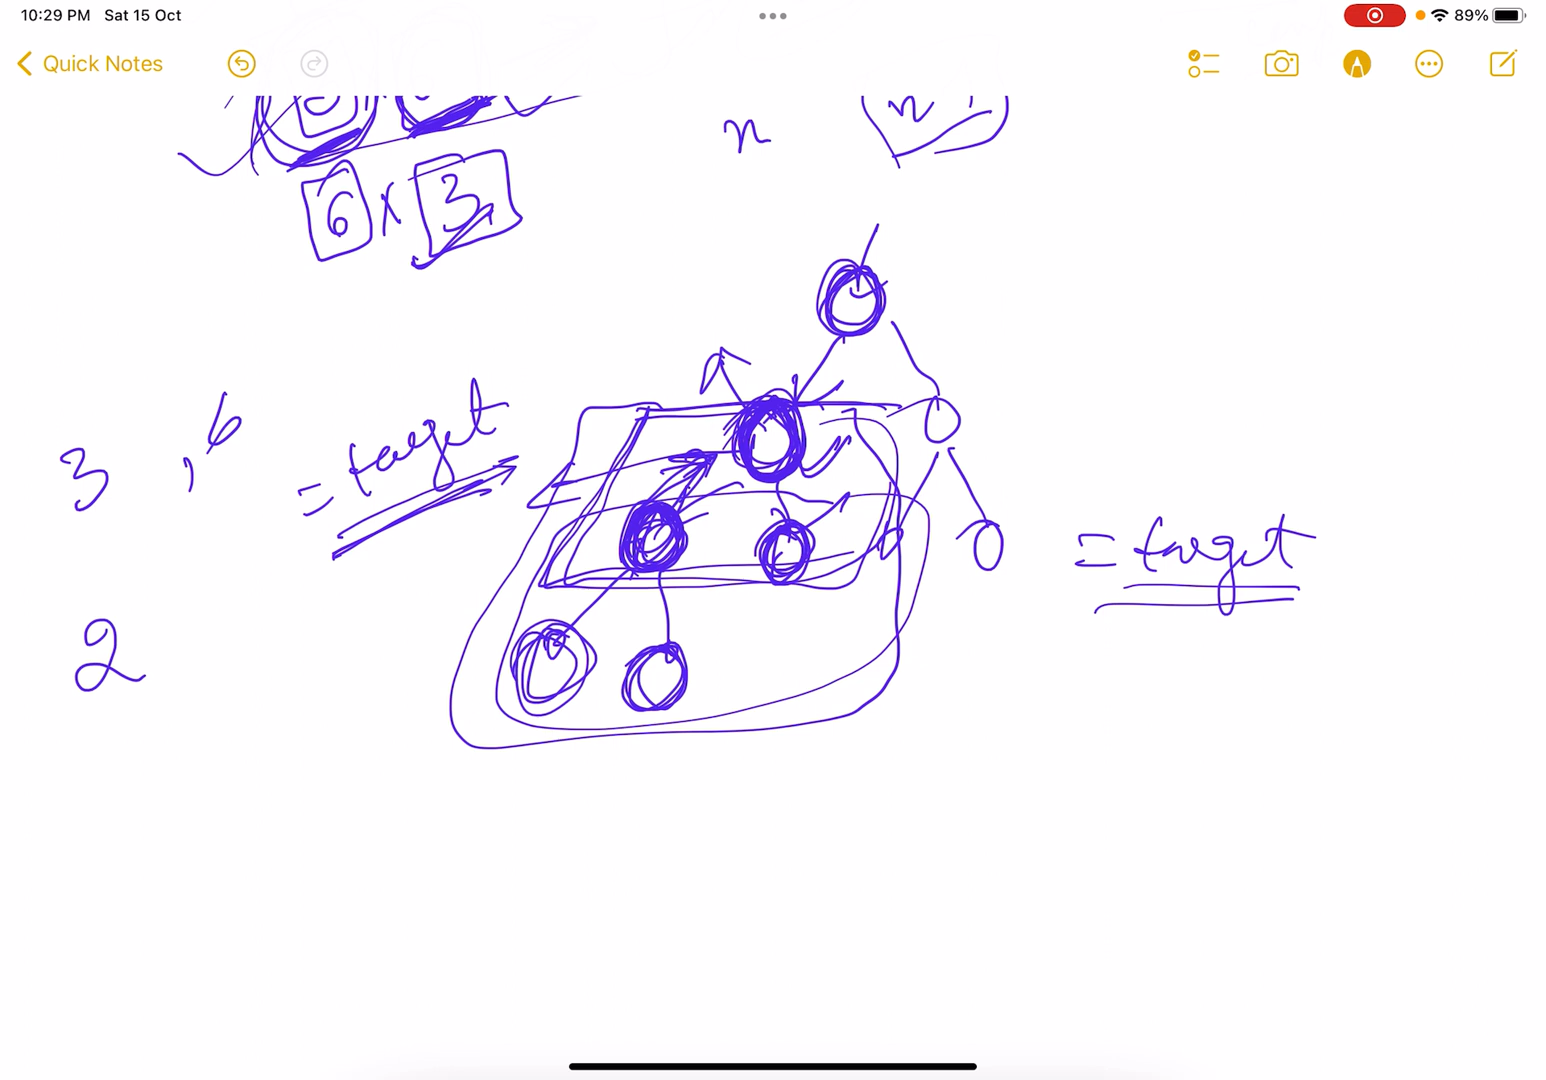 10:29 PM Sat 15 Oct 89%
Quick Notes
n n
6 x 3
3 , 6 = target
= target
2